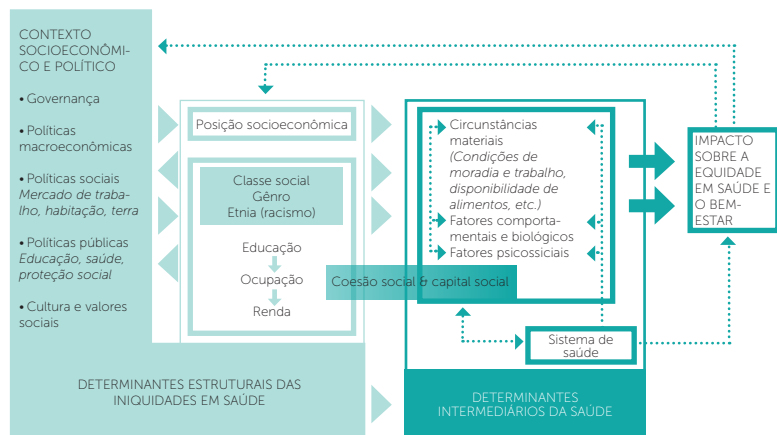 CONTEXTO
SOCIOECONÔMI-
CO E POLÍTICO
• Governança
• Políticas
macroeconômicas
• Políticas sociais
Mercado de traba-
lho, habitação, terra
• Políticas públicas
Educação, saúde,
proteção social
• Cultura e valores
sociais
Posição socioeconômica
Classe social
Gênro
Etnia (racismo)
Educação
Ocupação
Renda
Coesão social & capital social
Circunstâncias
materiais
(Condições de
moradia e trabalho,
disponibilidade de
alimentos, etc.)
Fatores comporta-
mentais e biológicos
Fatores psicossiciais
Sistema de
saúde
IMPACTO
SOBRE A
EQUIDADE
EM SAÚDE E
O BEM-
ESTAR
DETERMINANTES ESTRUTURAIS DAS
INIQUIDADES EM SAÚDE
DETERMINANTES
INTERMEDIÁRIOS DA SAÚDE